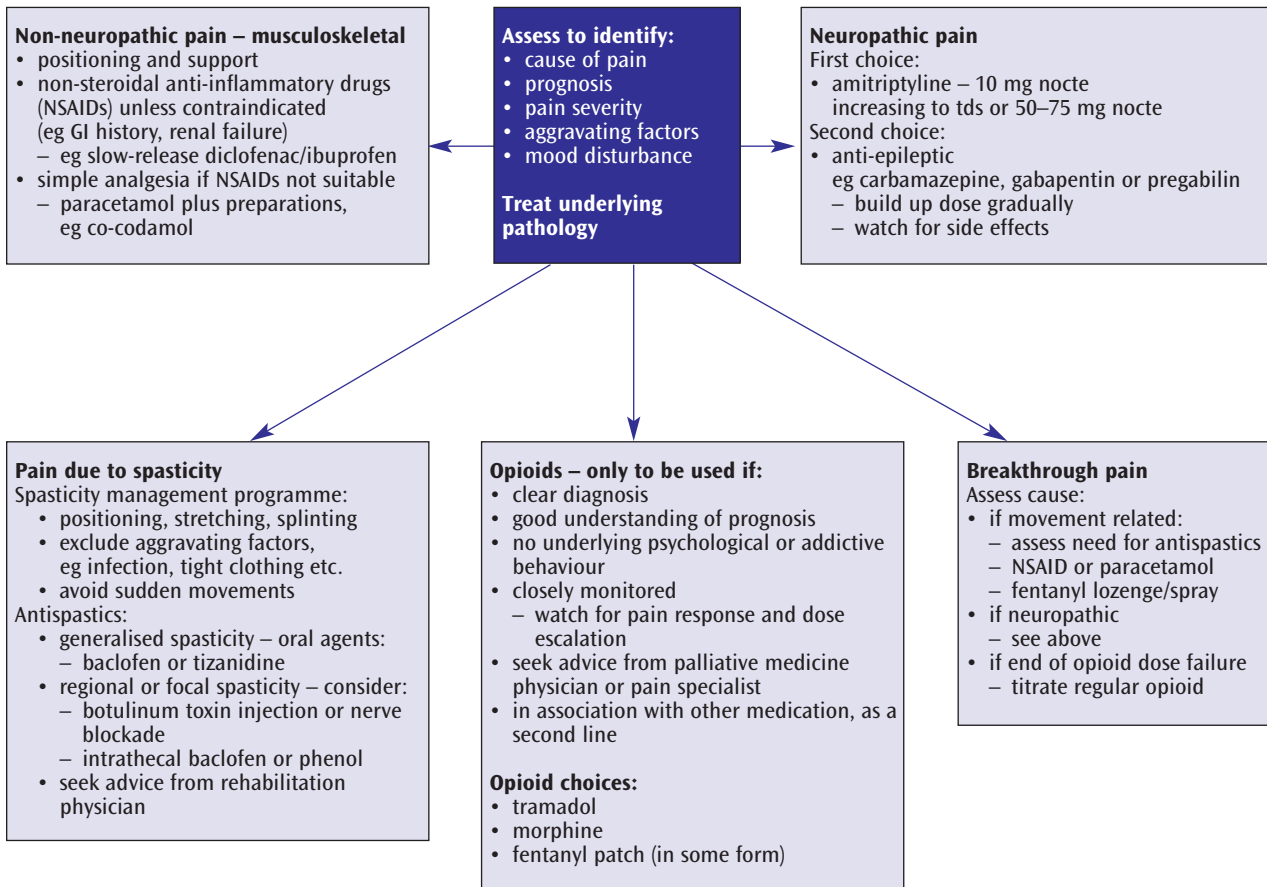 Non-neuropathic pain – musculoskeletal
• positioning and support
• non-steroidal anti-inflammatory drugs
(NSAIDs) unless contraindicated
(eg GI history, renal failure)
– eg slow-release diclofenac/ibuprofen
• simple analgesia if NSAIDs not suitable
– paracetamol plus preparations,
eg co-codamol
Assess to identify:
• cause of pain
• prognosis
• pain severity
• aggravating factors
• mood disturbance
Treat underlying
pathology
Neuropathic pain
First choice:
• amitriptyline – 10 mg nocte
increasing to tds or 50–75 mg nocte
Second choice:
• anti-epileptic
eg carbamazepine, gabapentin or pregabilin
– build up dose gradually
– watch for side effects
Pain due to spasticity
Spasticity management programme:
• positioning, stretching, splinting
• exclude aggravating factors,
eg infection, tight clothing etc.
• avoid sudden movements
Antispastics:
• generalised spasticity – oral agents:
– baclofen or tizanidine
• regional or focal spasticity – consider:
– botulinum toxin injection or nerve
blockade
– intrathecal baclofen or phenol
• seek advice from rehabilitation
physician
Opioids – only to be used if:
• clear diagnosis
• good understanding of prognosis
• no underlying psychological or addictive
behaviour
• closely monitored
– watch for pain response and dose
escalation
• seek advice from palliative medicine
physician or pain specialist
• in association with other medication, as a
second line
Opioid choices:
• tramadol
• morphine
• fentanyl patch (in some form)
Breakthrough pain
Assess cause:
• if movement related:
– assess need for antispastics
– NSAID or paracetamol
– fentanyl lozenge/spray
• if neuropathic
– see above
• if end of opioid dose failure
– titrate regular opioid